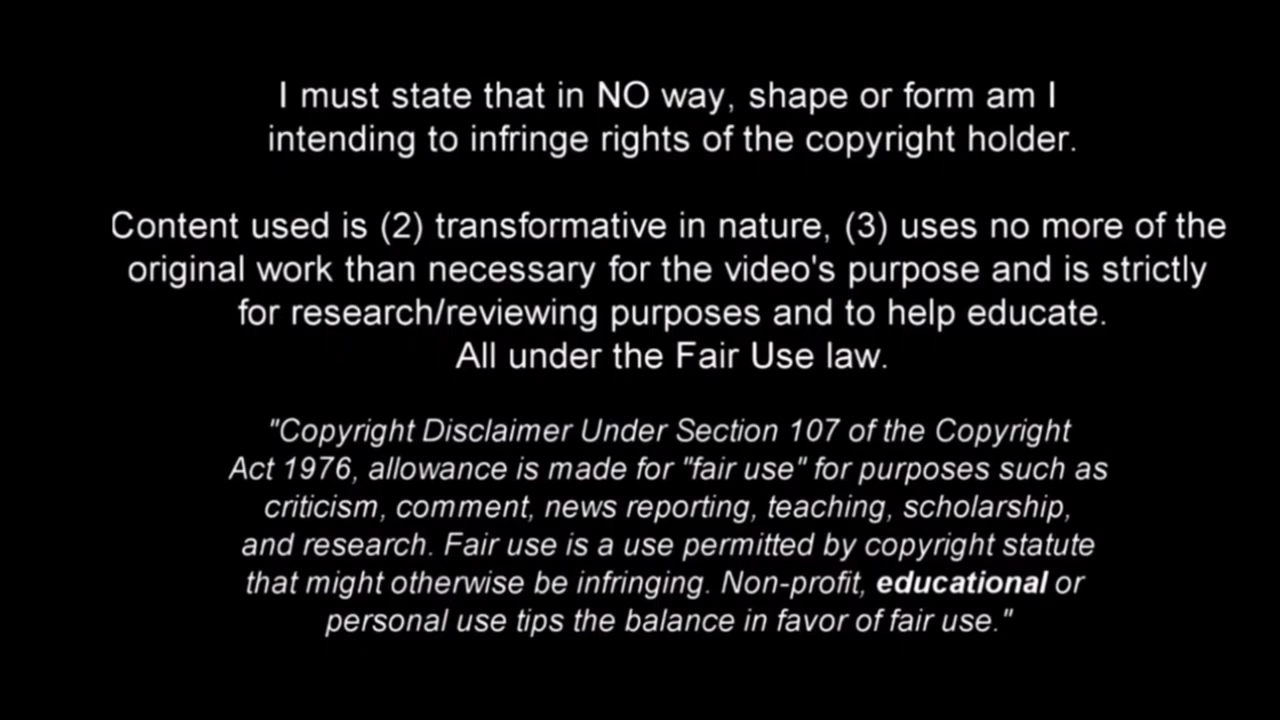 I must state that in NO way, shape or form am I
intending to infringe rights of the copyright holder.
Content used is (2) transformative in nature, (3) uses no more of the
original work than necessary for the video's purpose and is strictly
for research/reviewing purposes and to help educate.
All under the Fair Use law.
"Copyright Disclaimer Under Section 107 of the Copyright
Act 1976, allowance is made for "fair use" for purposes such as
criticism, comment, news reporting, teaching, scholarship,
and research. Fair use is a use permitted by copyright statute
that might otherwise be infringing. Non-profit, educational or
personal use tips the balance in favor of fair use."